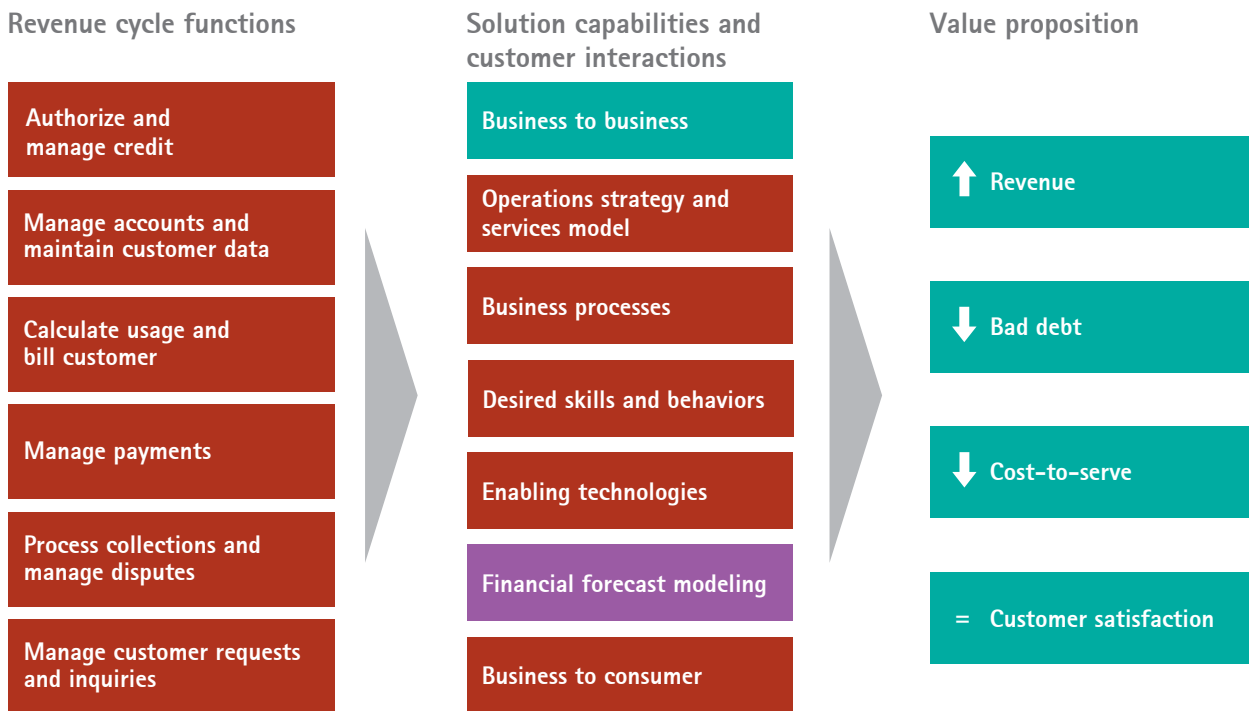 Revenue cycle functions
Authorize and
manage credit
Manage accounts and
maintain customer data
Calculate usage and
bill customer
Manage payments
Process collections and
manage disputes
Manage customer requests
and inquiries
Solution capabilities and
customer interactions
Business to business
Operations strategy and
services model
Business processes
Desired skills and behaviors
Enabling technologies
Financial forecast modeling
Business to consumer
Value proposition
Revenue
Bad debt
Cost-to-serve
= Customer satisfaction